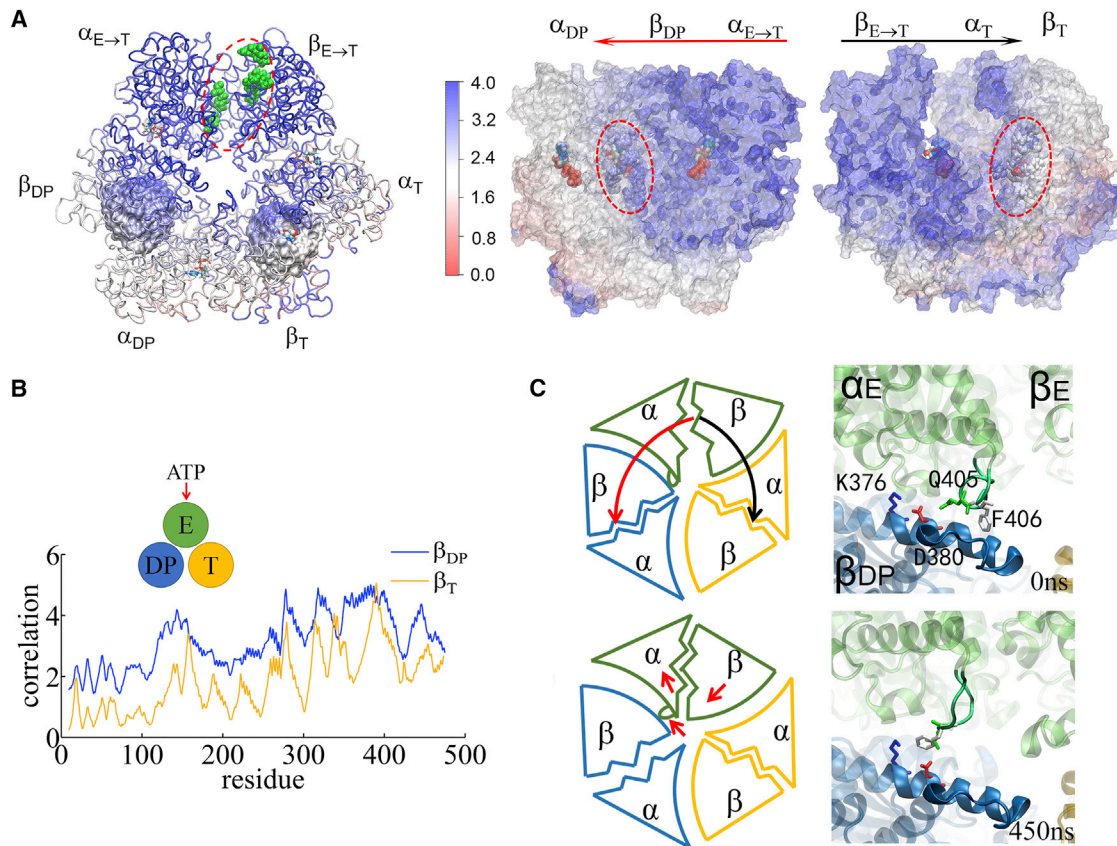 A
αE→T
βE→T
βDP
αT
αDP
βT
4.0
3.2
2.4
1.6
0.8
0.0
αDP
βDP
αE→T
βE→T
αT
βT
B
ATP
E
DP
T
βDP
βT
correlation
6
4
2
0
0
100
200
300
400
500
residue
C
α
β
β
α
α
β
α
β
β
α
α
β
αE
βE
K376
Q405
F406
D380
βDP
0ns
450ns